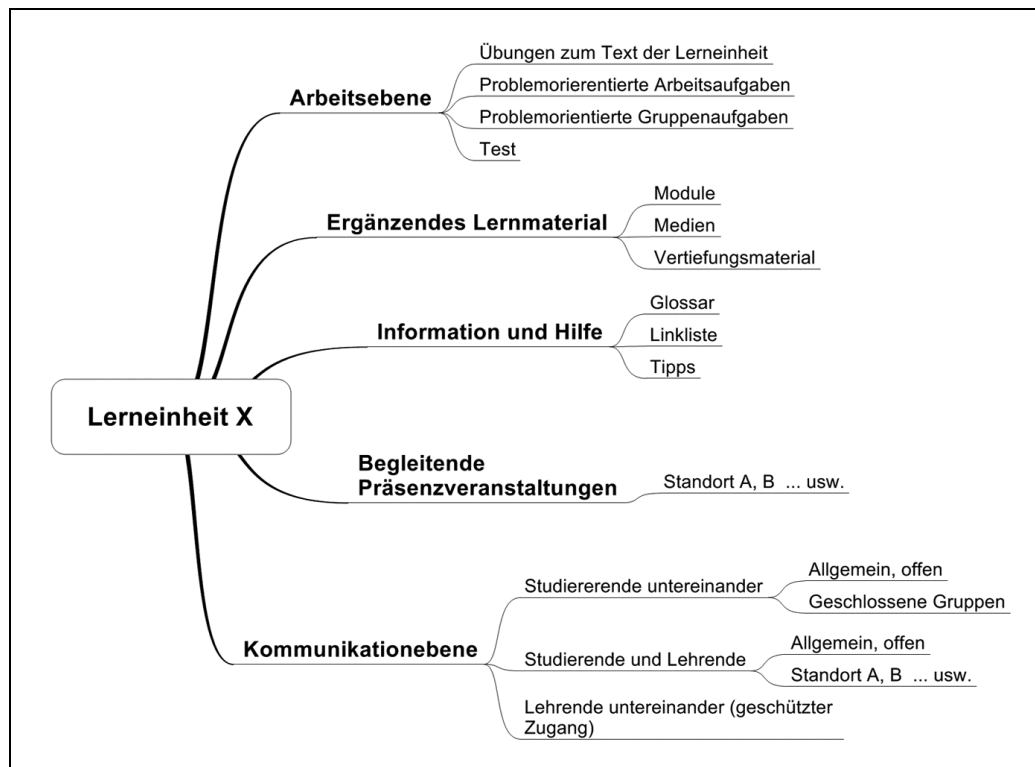 Lerneinheit X
Arbeitsebene
Übungen zum Text der Lerneinheit
Problemorierentierte Arbeitsaufgaben
Problemorientierte Gruppenaufgaben
Test
Ergänzendes Lernmaterial
Module
Medien
Vertiefungsmaterial
Information und Hilfe
Glossar
Linkliste
Tipps
Begleitende
Präsenzveranstaltungen
Standort A, B ... usw.
Kommunikationebene
Studiererende untereinander
Allgemein, offen
Geschlossene Gruppen
Studierende und Lehrende
Allgemein, offen
Standort A, B ... usw.
Lehrende untereinander (geschützter
Zugang)